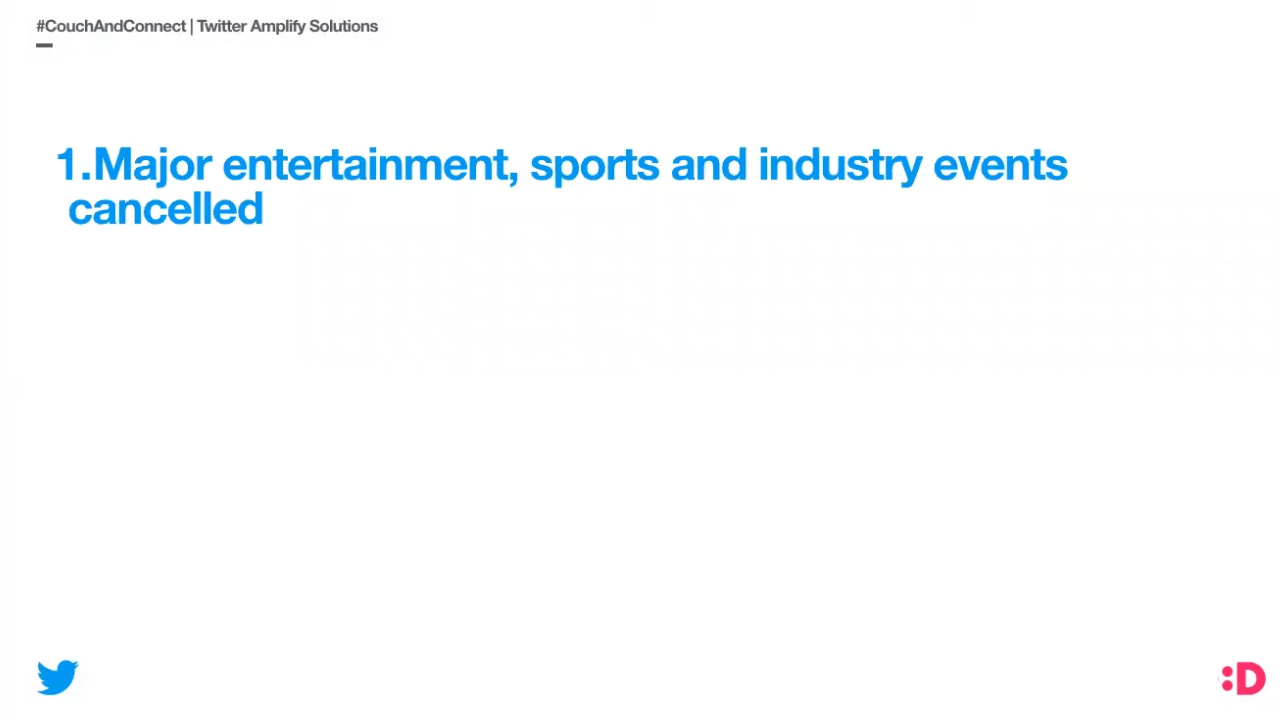 #CouchAndConnect | Twitter Amplify Solutions
1.Major entertainment, sports and industry events
cancelled
:D